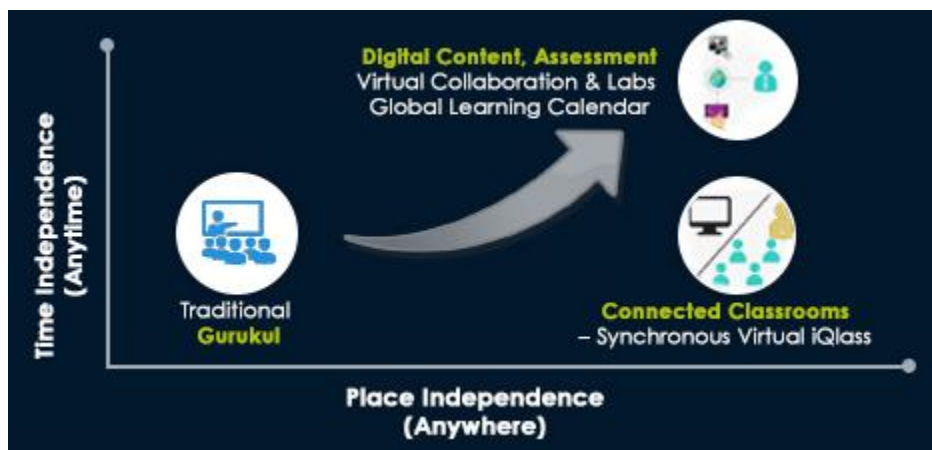 Time Independence
(Anytime)
Digital Content, Assessment
Virtual Collaboration & Labs
Global Learning Calendar
Traditional
Gurukul
Connected Classrooms
– Synchronous Virtual iQlass
Place Independence
(Anywhere)